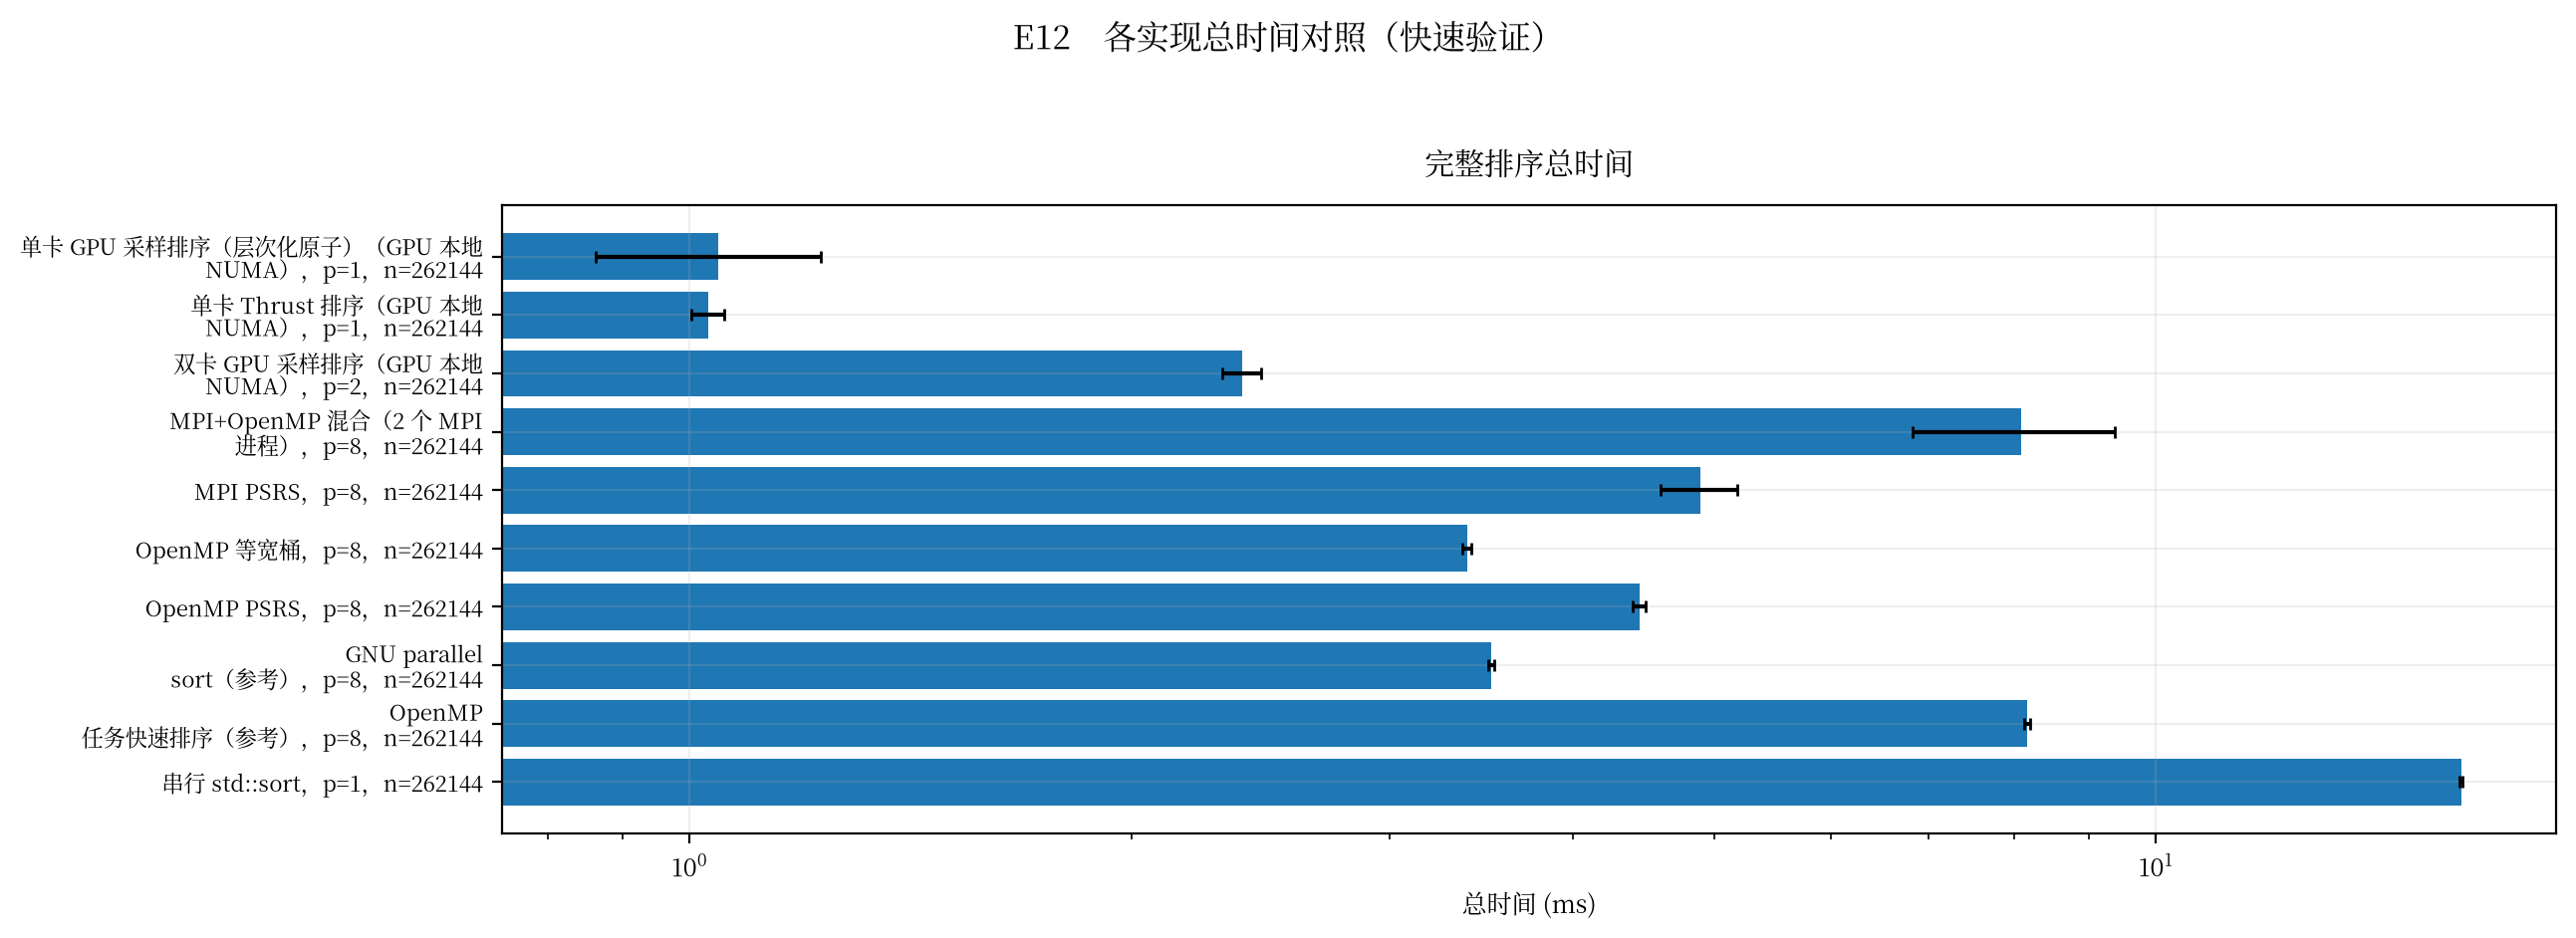 E12 各实现总时间对照（快速验证）
完整排序总时间
单卡 GPU 采样排序（层次化原子）（GPU 本地
NUMA），p=1，n=262144
单卡 Thrust 排序（GPU 本地
NUMA），p=1，n=262144
双卡 GPU 采样排序（GPU 本地
NUMA），p=2，n=262144
MPI+OpenMP 混合（2 个 MPI
进程），p=8，n=262144
MPI PSRS，p=8，n=262144
OpenMP 等宽桶，p=8，n=262144
OpenMP PSRS，p=8，n=262144
GNU parallel
sort（参考），p=8，n=262144
OpenMP
任务快速排序（参考），p=8，n=262144
串行 std::sort，p=1，n=262144
10⁰ 10¹
总时间 (ms)